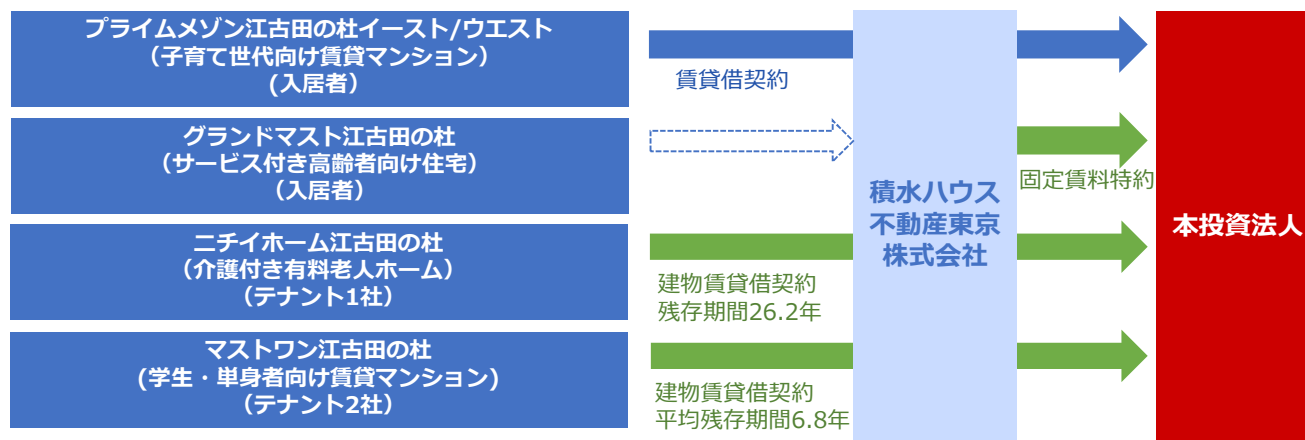 プライムメゾン江古田の杜イースト/ウエスト
（子育て世代向け賃貸マンション）
(入居者）
賃貸借契約
グランドマスト江古田の杜
（サービス付き高齢者向け住宅）
（入居者）
固定賃料特約
ニチイホーム江古田の杜
（介護付き有料老人ホーム）
（テナント1社）
建物賃貸借契約
残存期間26.2年
マストワン江古田の杜
(学生・単身者向け賃貸マンション)
（テナント2社）
建物賃貸借契約
平均残存期間6.8年
積水ハウス
不動産東京
株式会社
本投資法人